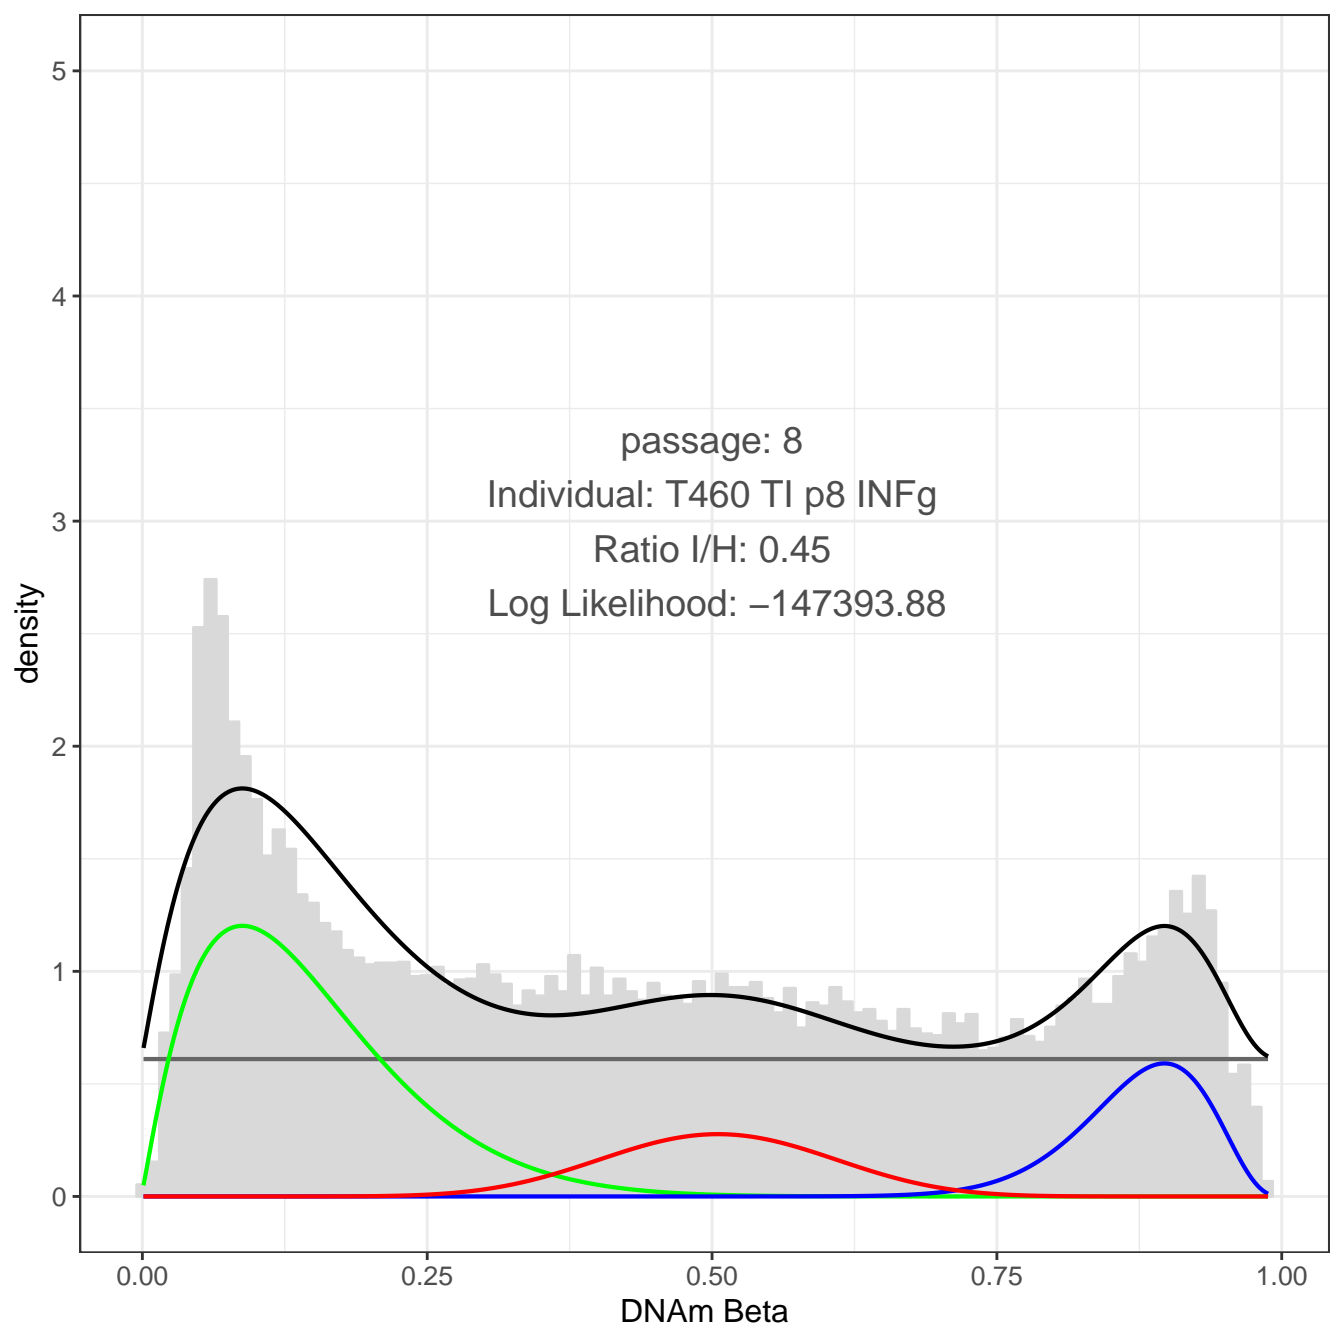 5
4
passage: 8
Individual: T460 TI p8 INFg
3
Ratio I/H: 0.45
Log Likelihood: −147393.88
density
2
1
0
0.00 0.25 0.50 0.75 1.00
DNAm Beta